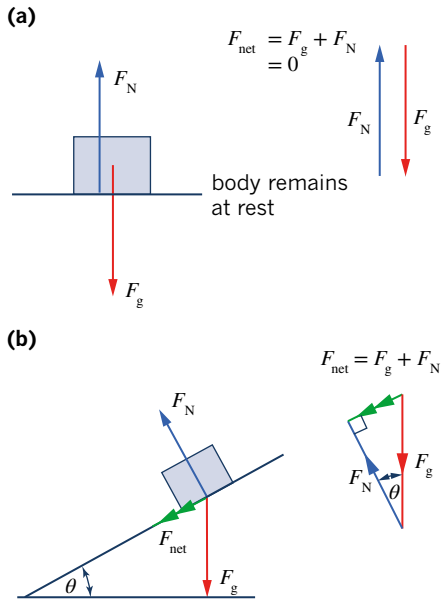 (a)
F_net = F_g + F_N
= 0
F_N
F_N
F_g
body remains
at rest
F_g
(b)
F_net = F_g + F_N
F_N
F_g
F_N
θ
F_net
θ
F_g